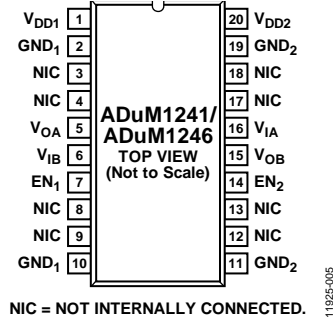 VDD1 1 20 VDD2
GND1 2 19 GND2
NIC 3 18 NIC
NIC 4 17 NIC
VOA 5 16 VIA
VIB 6 15 VOB
EN1 7 14 EN2
NIC 8 13 NIC
NIC 9 12 NIC
GND1 10 11 GND2
ADuM1241/
ADuM1246
TOP VIEW
(Not to Scale)
NIC = NOT INTERNALLY CONNECTED.
11925-005